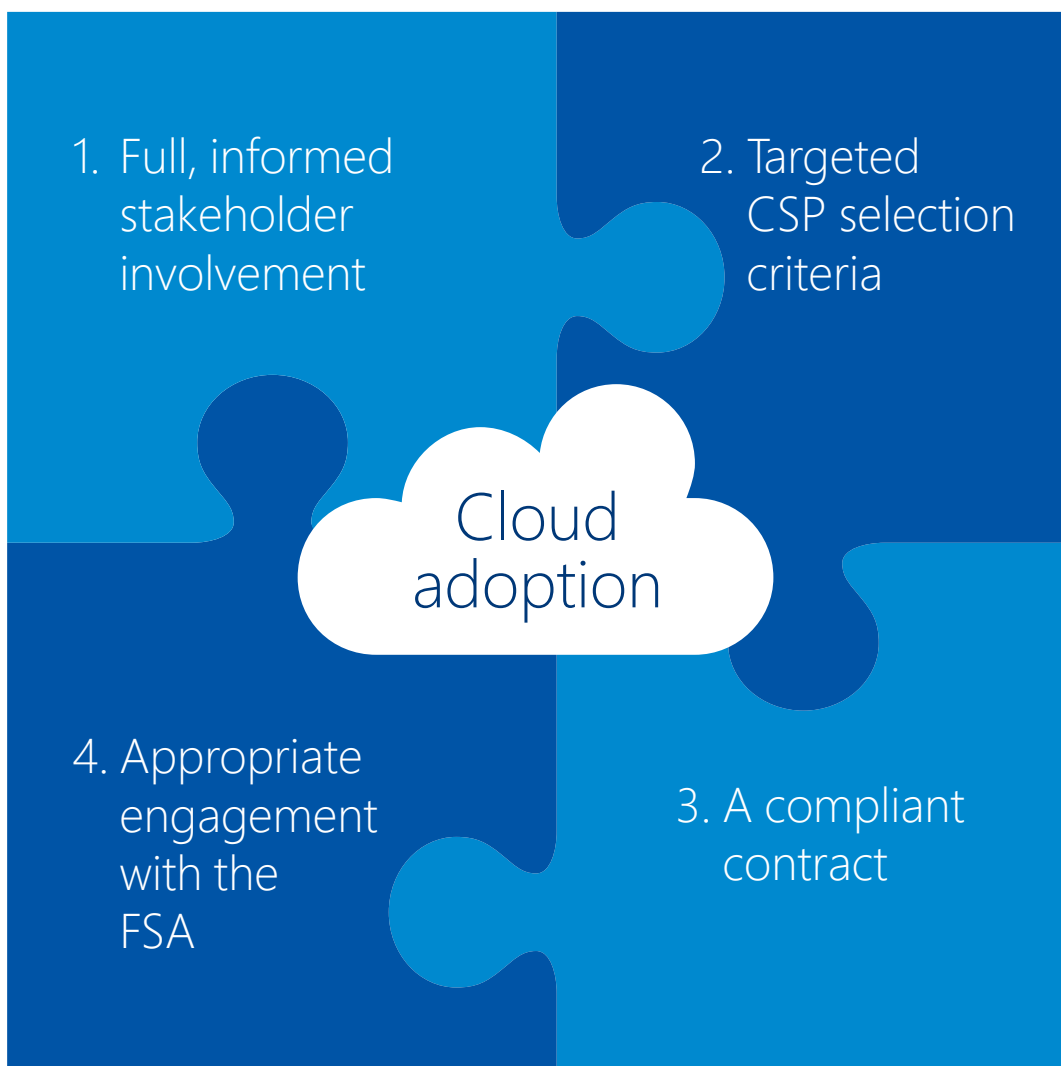 1. Full, informed
stakeholder
involvement
2. Targeted
CSP selection
criteria
Cloud
adoption
4. Appropriate
engagement
with the
FSA
3. A compliant
contract